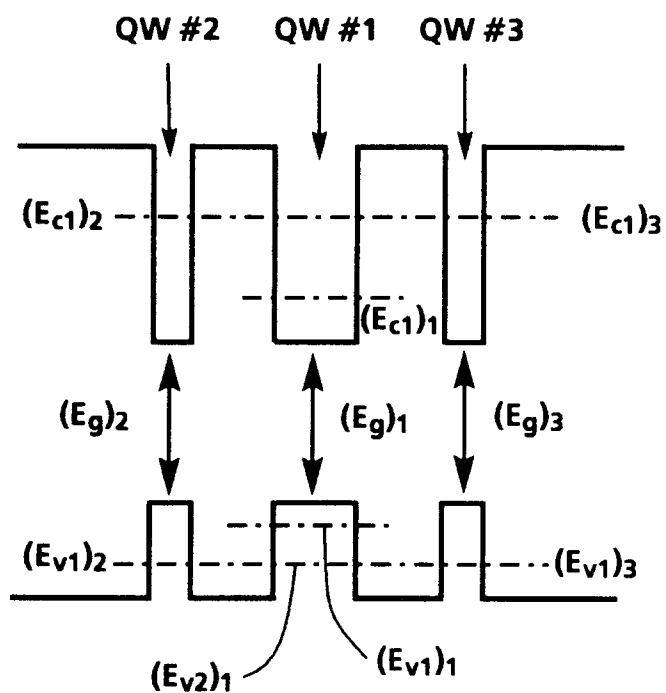 QW #2 QW #1 QW #3
(Ec1)2 (Ec1)3
(Ec1)1
(Eg)2 (Eg)1 (Eg)3
(Ev1)2 (Ev1)3
(Ev2)1 (Ev1)1